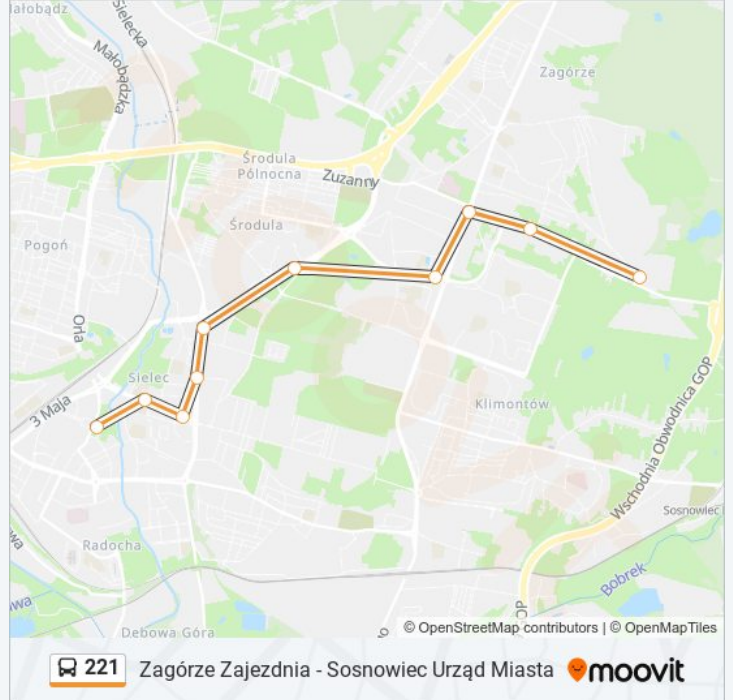 Małobądz
Sielecka
Małobądzka
Zagórze
Środula
Północna
Zuzanny
Środula
Pogoń
Orla
Sielec
3 Maja
Klimontów
Wschodnia Obwodnica GOP
Sosnowiec
Radocha
Bobrek
GOP
Dębowa Góra
© OpenStreetMap contributors | © OpenMapTiles
221 Zagórze Zajezdnia - Sosnowiec Urząd Miasta moovit